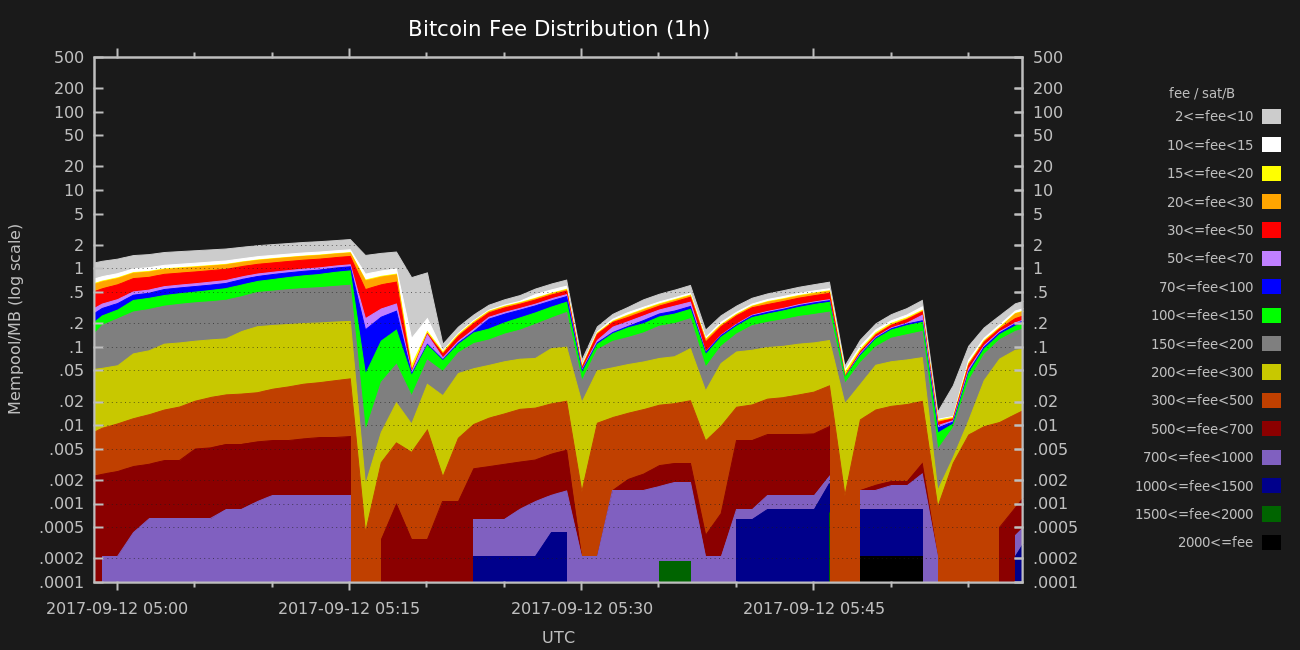 Bitcoin Fee Distribution (1h)
Mempool/MB (log scale)
500
200
100
50
20
10
5
2
1
.5
.2
.1
.05
.02
.01
.005
.002
.001
.0005
.0002
.0001
500
200
100
50
20
10
5
2
1
.5
.2
.1
.05
.02
.01
.005
.002
.001
.0005
.0002
.0001
fee / sat/B
2<=fee<10
10<=fee<15
15<=fee<20
20<=fee<30
30<=fee<50
50<=fee<70
70<=fee<100
100<=fee<150
150<=fee<200
200<=fee<300
300<=fee<500
500<=fee<700
700<=fee<1000
1000<=fee<1500
1500<=fee<2000
2000<=fee
2017-09-12 05:00 2017-09-12 05:15 2017-09-12 05:30 2017-09-12 05:45
UTC